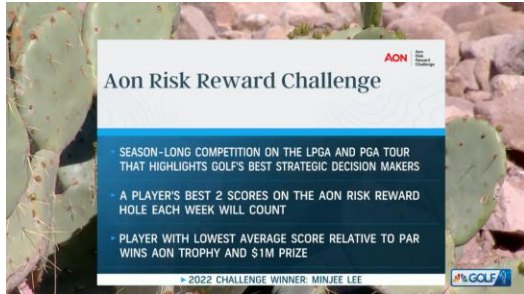 AON
Aon
Risk
Reward
Challenge
Aon Risk Reward Challenge
SEASON-LONG COMPETITION ON THE LPGA AND PGA TOUR
THAT HIGHLIGHTS GOLF'S BEST STRATEGIC DECISION MAKERS
A PLAYER'S BEST 2 SCORES ON THE AON RISK REWARD
HOLE EACH WEEK WILL COUNT
PLAYER WITH LOWEST AVERAGE SCORE RELATIVE TO PAR
WINS AON TROPHY AND $1M PRIZE
2022 CHALLENGE WINNER: MINJEE LEE
GOLF